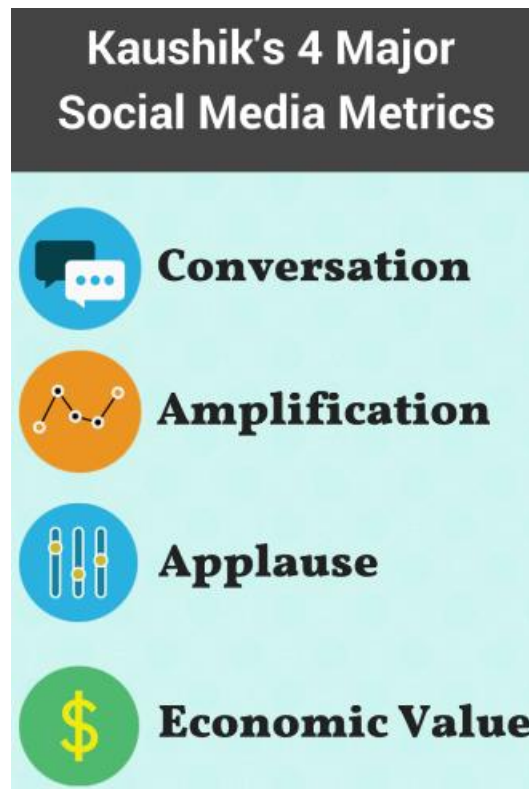 Kaushik's 4 Major
Social Media Metrics
Conversation
Amplification
Applause
Economic Value